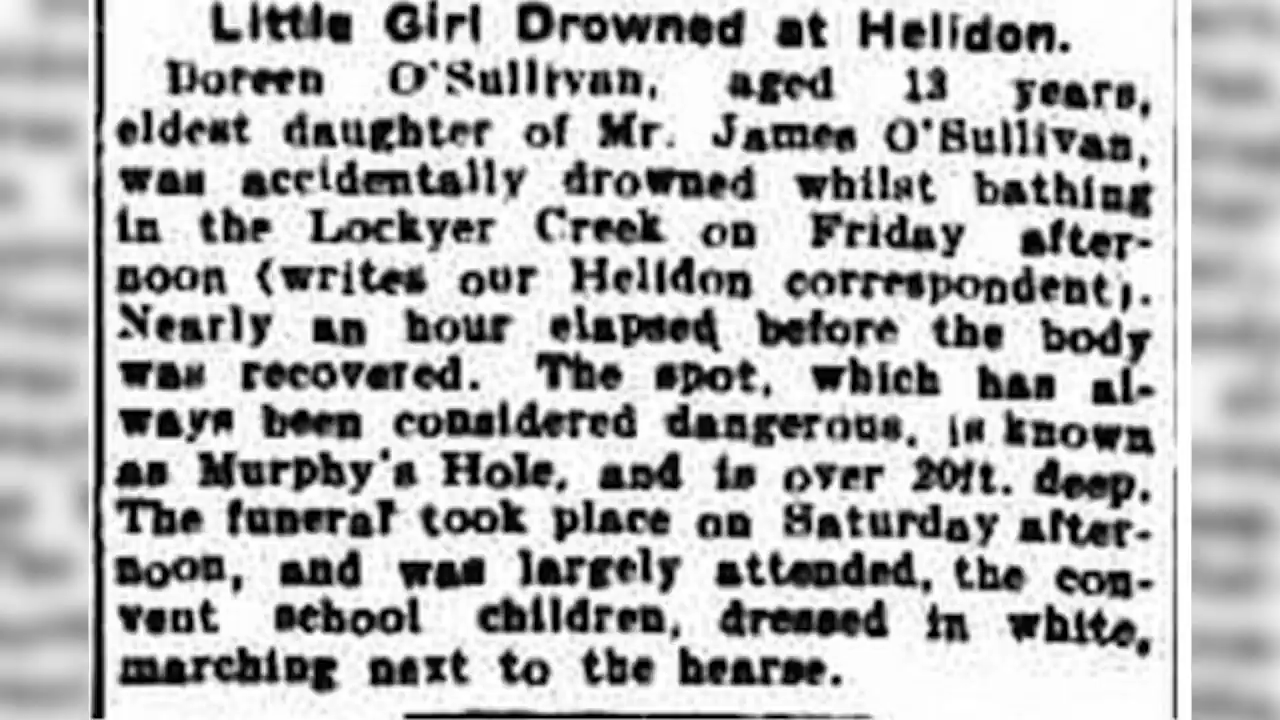 Little Girl Drowned at Helidon.
Doreen O'Sullivan, aged 13 years,
eldest daughter of Mr. James O'Sullivan,
was accidentally drowned whilst bathing
in the Lockyer Creek on Friday after-
noon (writes our Helidon correspondent).
Nearly an hour elapsed before the body
was recovered. The spot, which has al-
ways been considered dangerous, is known
as Murphy's Hole, and is over 20ft. deep.
The funeral took place on Saturday after-
noon, and was largely attended, the con-
vent school children, dressed in white,
marching next to the hearse.